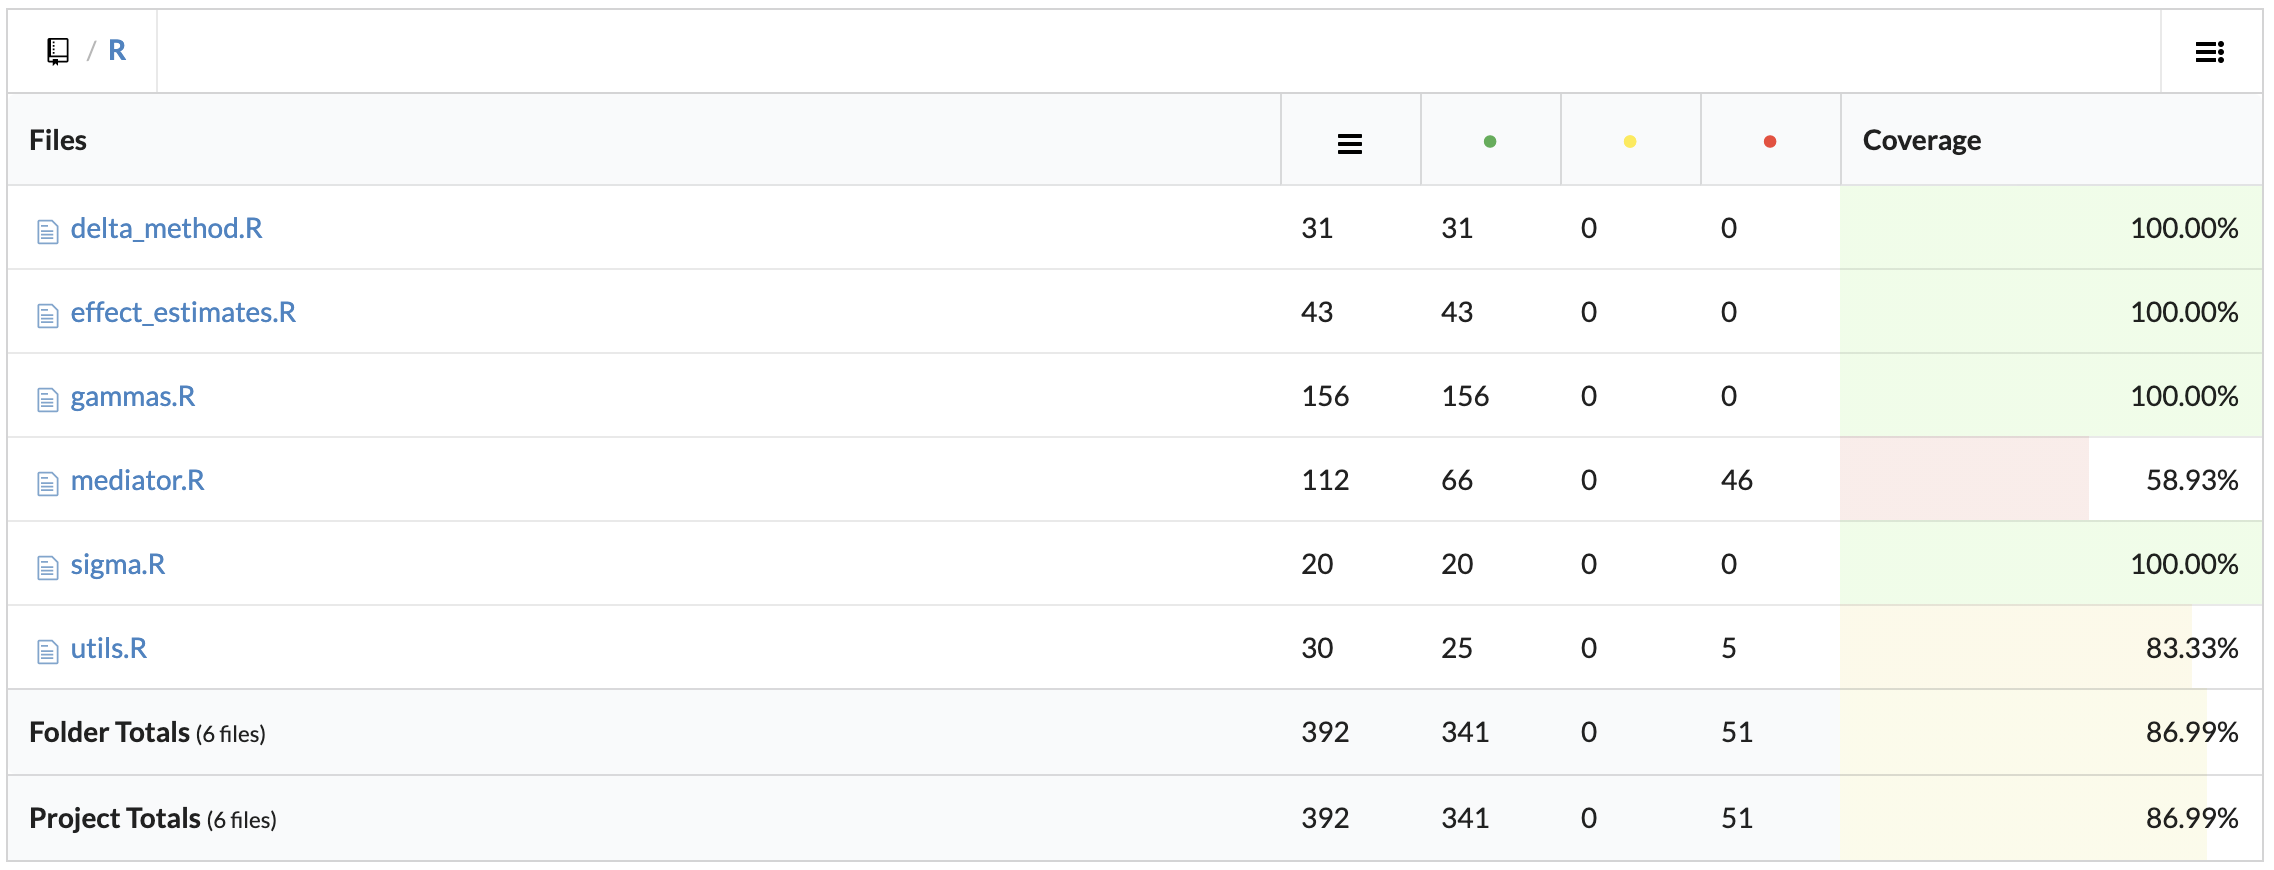 / R
Files Coverage
delta_method.R 31 31 0 0 100.00%
effect_estimates.R 43 43 0 0 100.00%
gammas.R 156 156 0 0 100.00%
mediator.R 112 66 0 46 58.93%
sigma.R 20 20 0 0 100.00%
utils.R 30 25 0 5 83.33%
Folder Totals (6 files) 392 341 0 51 86.99%
Project Totals (6 files) 392 341 0 51 86.99%